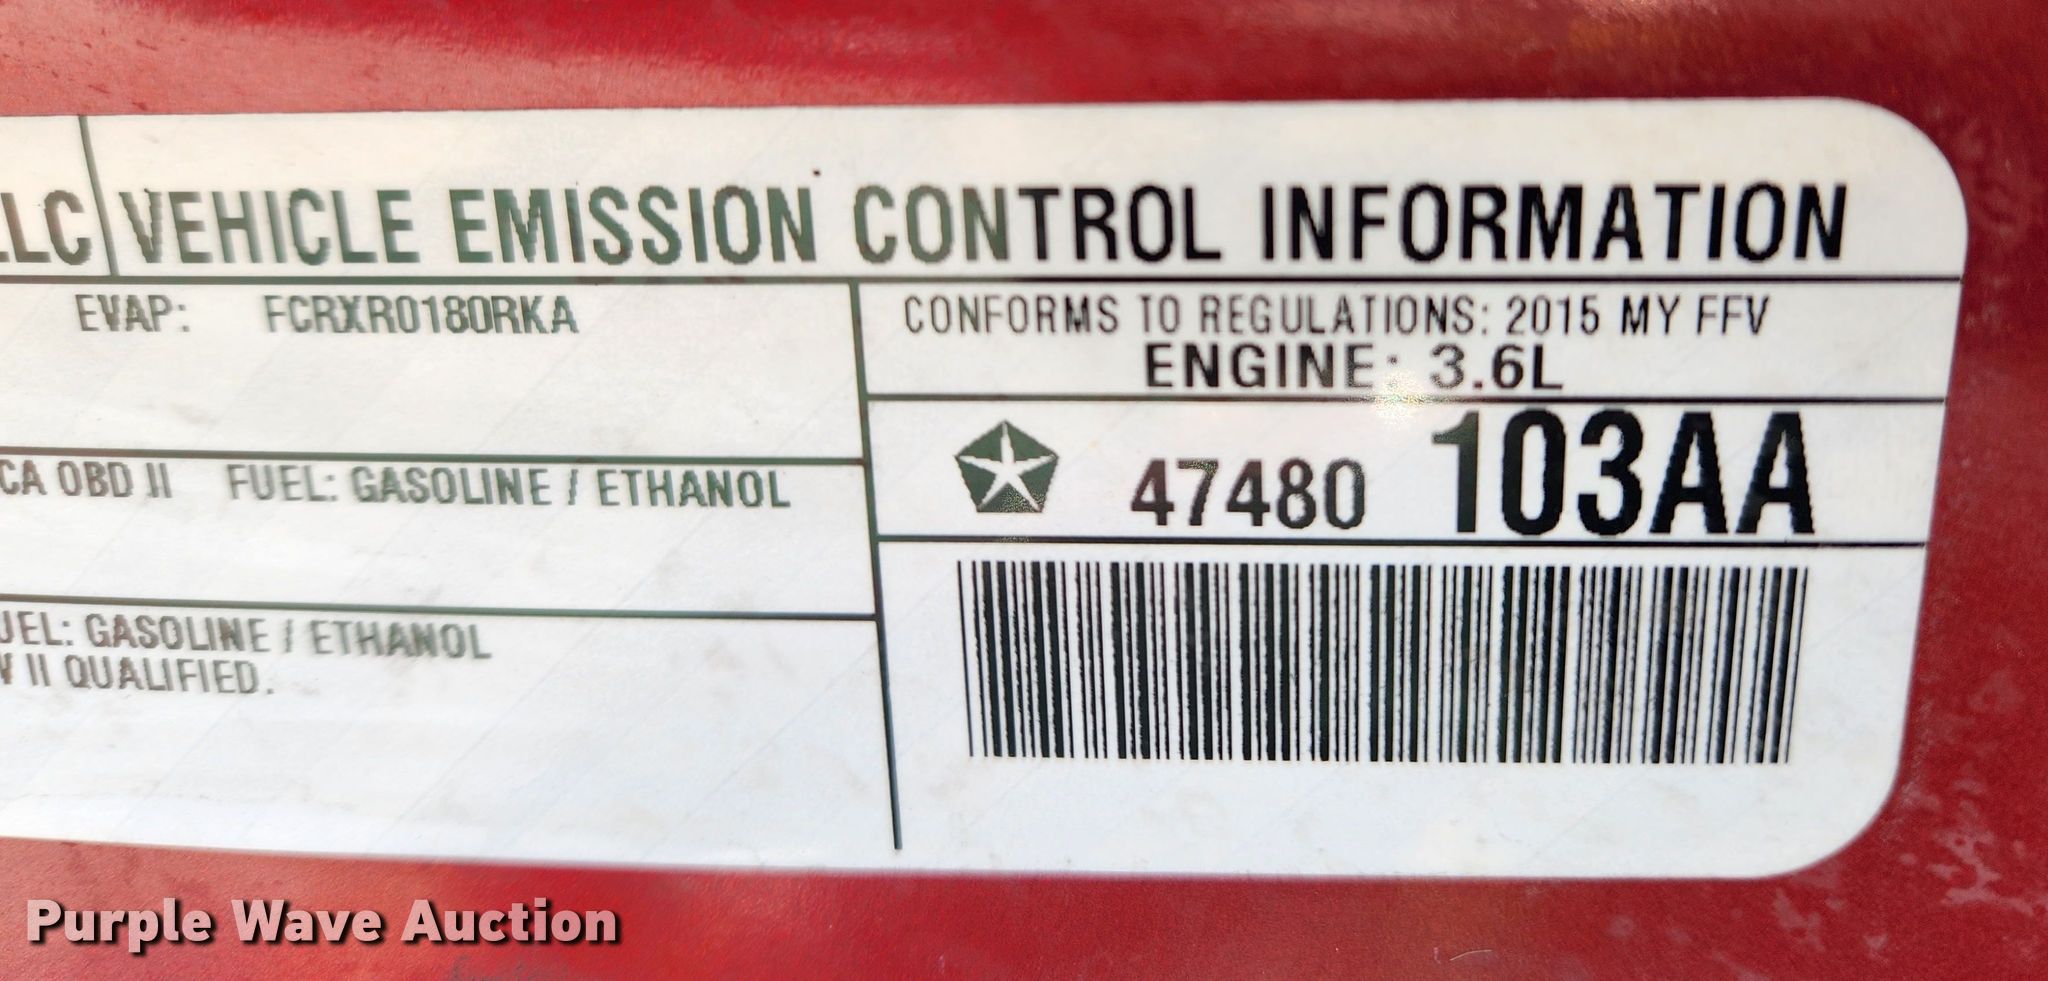 LLC VEHICLE EMISSION CONTROL INFORMATION
EVAP: FCRXR0180RKA
CONFORMS TO REGULATIONS: 2015 MY FFV
ENGINE: 3.6L
47480 103AA
CA OBD II FUEL: GASOLINE / ETHANOL
UEL: GASOLINE / ETHANOL
V II QUALIFIED.
Purple Wave Auction